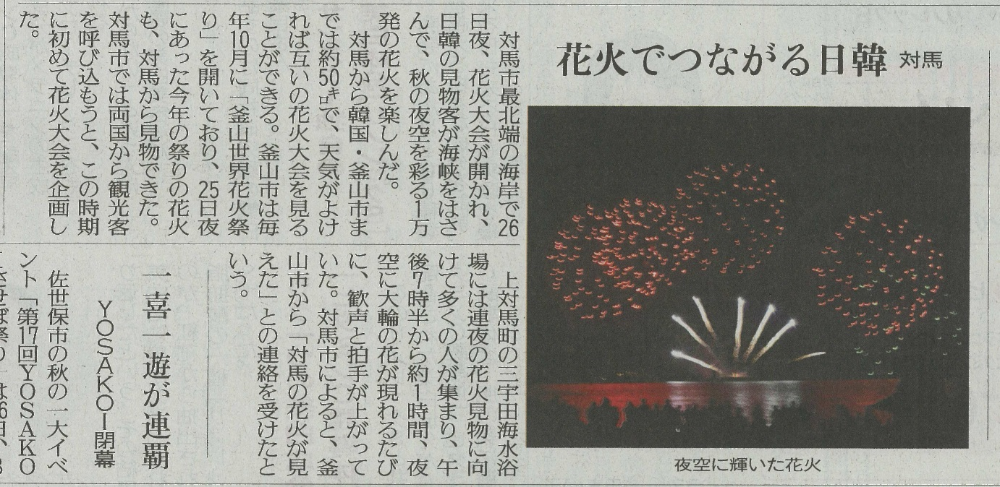 花火でつながる日韓 対馬
夜空に輝いた花火
対馬市最北端の海岸で26
日夜、花火大会が開かれ、
日韓の見物客が海峡をはさ
んで、秋の夜空を彩る1万
発の花火を楽しんだ。
対馬から韓国・釜山市ま
では約50㌔で、天気がよけ
れば互いの花火大会を見る
ことができる。釜山市は毎
年10月に「釜山世界花火祭
り」を開いており、25日夜
にあった今年の祭りの花火
も、対馬から見物できた。
対馬市では両国から観光客
を呼び込もうと、この時期
に初めて花火大会を企画し
た。
上対馬町の三宇田海水浴
場には連夜の花火見物に向
けて多くの人が集まり、午
後7時半から約1時間、夜
空に大輪の花が現れるたび
に、歓声と拍手が上がって
いた。対馬市によると、釜
山市から「対馬の花火が見
えた」との連絡を受けたと
いう。
一喜一遊が連覇
YOSAKOI閉幕
佐世保市の秋の一大イベ
ント「第17回YOSAKO